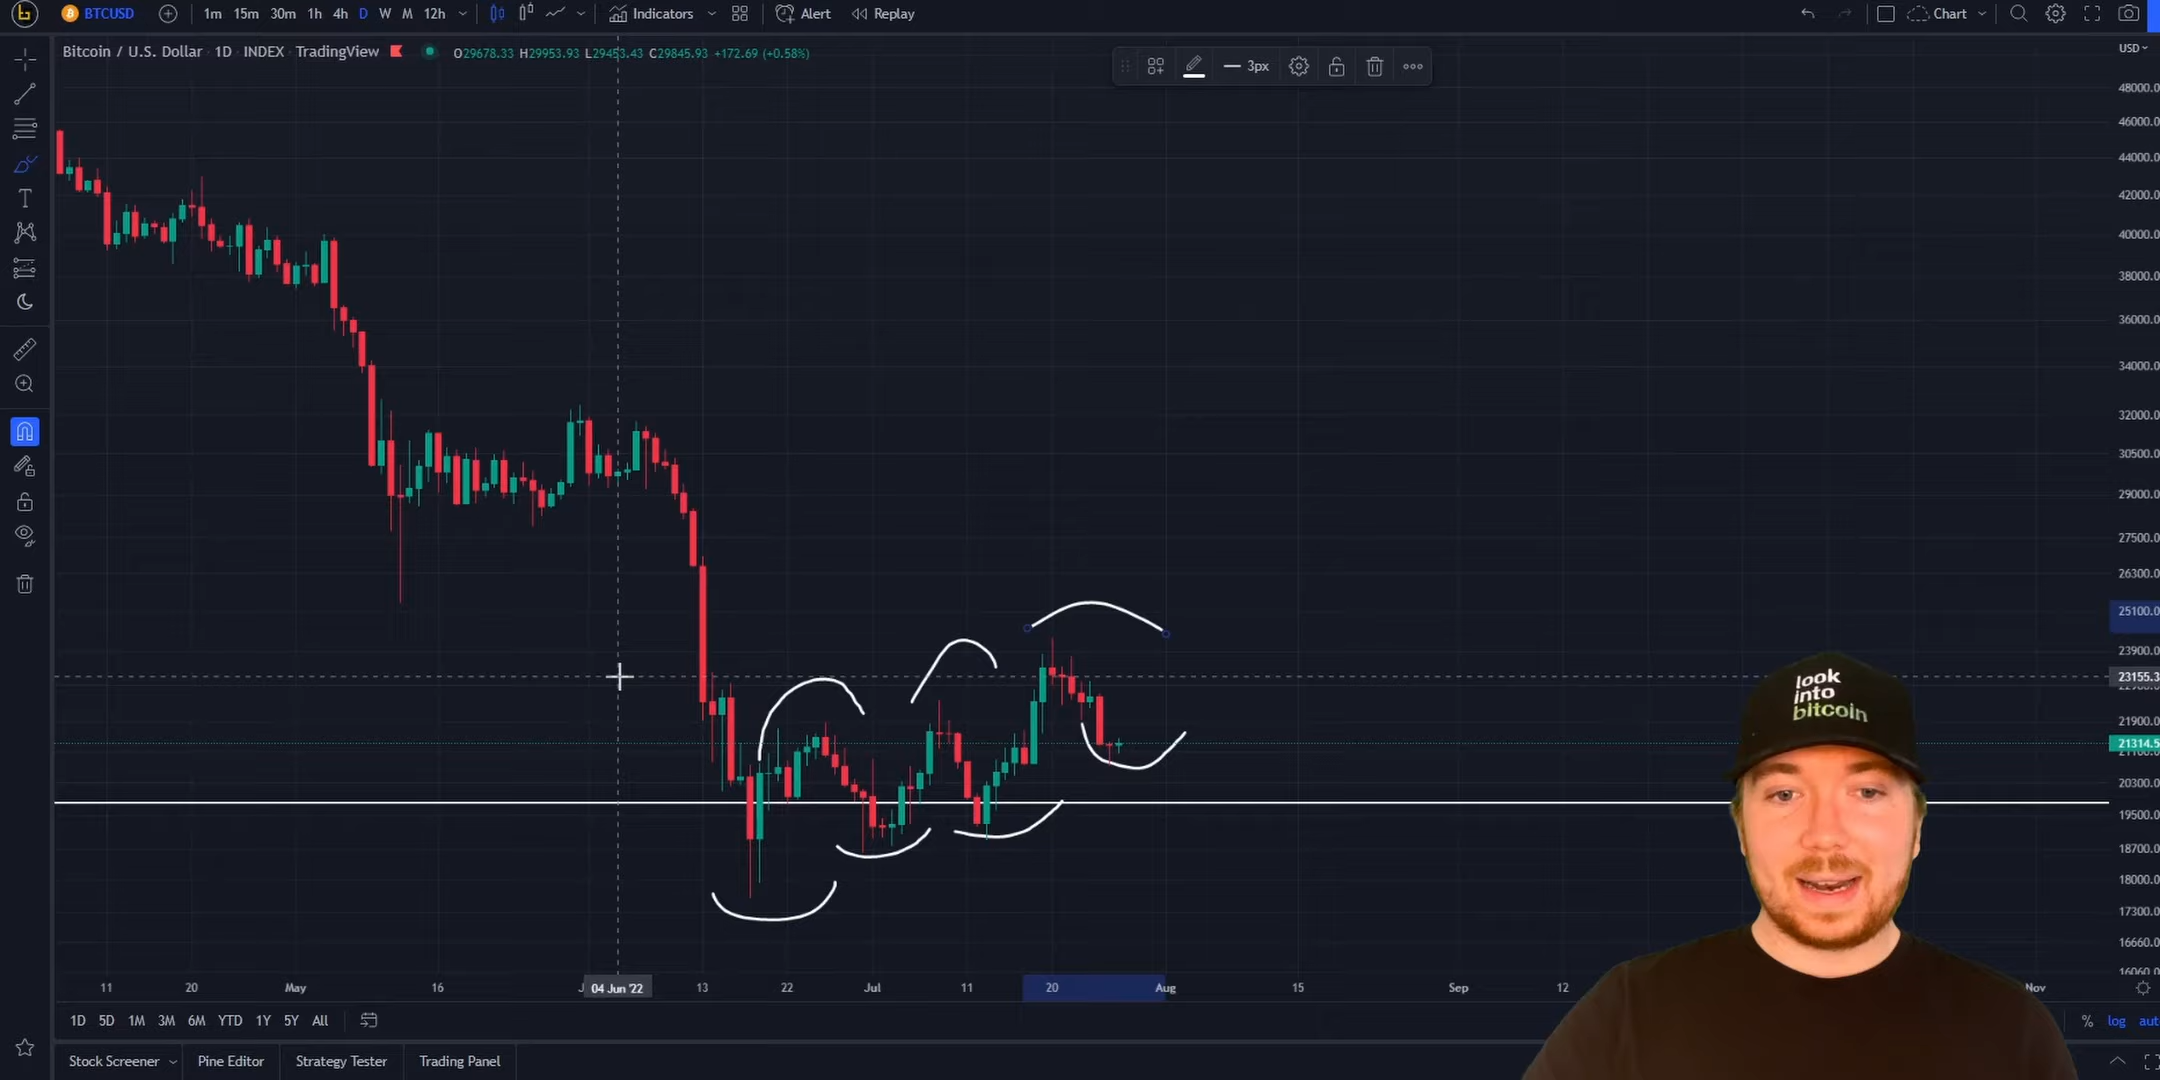 BTCUSD 1m 15m 30m 1h 4h D W M 12h Indicators Alert Replay Chart
Bitcoin / U.S. Dollar · 1D · INDEX · TradingView O29678.33 H29953.93 L29453.43 C29845.93 +172.69 (+0.58%)
3px
USD
48000.0
46000.0
44000.0
42000.0
40000.0
38000.0
36000.0
34000.0
32000.0
30500.0
29000.0
27500.0
26300.0
25100.0
23900.0
23155.3
21900.0
21314.5
20300.0
19500.0
18700.0
18000.0
17300.0
16660.0
look
into
bitcoin
11 20 May 16 04 Jun '22 13 22 Jul 11 20 Aug 15 Sep 12 Nov
1D 5D 1M 3M 6M YTD 1Y 5Y All % log aut
Stock Screener Pine Editor Strategy Tester Trading Panel